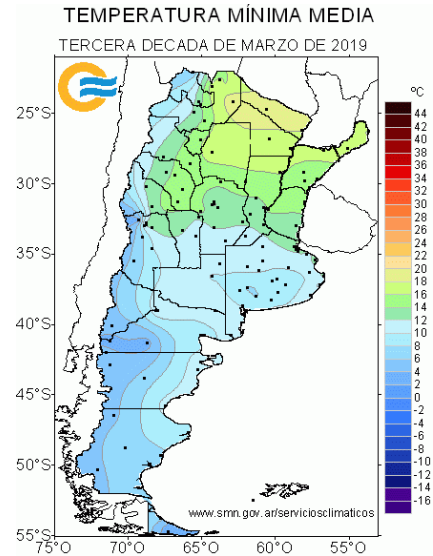 TEMPERATURA MÍNIMA MEDIA
TERCERA DECADA DE MARZO DE 2019
ºC
25°S
30°S
35°S
40°S
45°S
50°S
55°S
75°O
70°O
65°O
60°O
55°O
44
42
40
38
36
34
32
30
28
26
24
22
20
18
16
14
12
10
8
6
4
2
0
-2
-4
-6
-8
-10
-12
-14
-16
www.smn.gov.ar/serviciosclimaticos